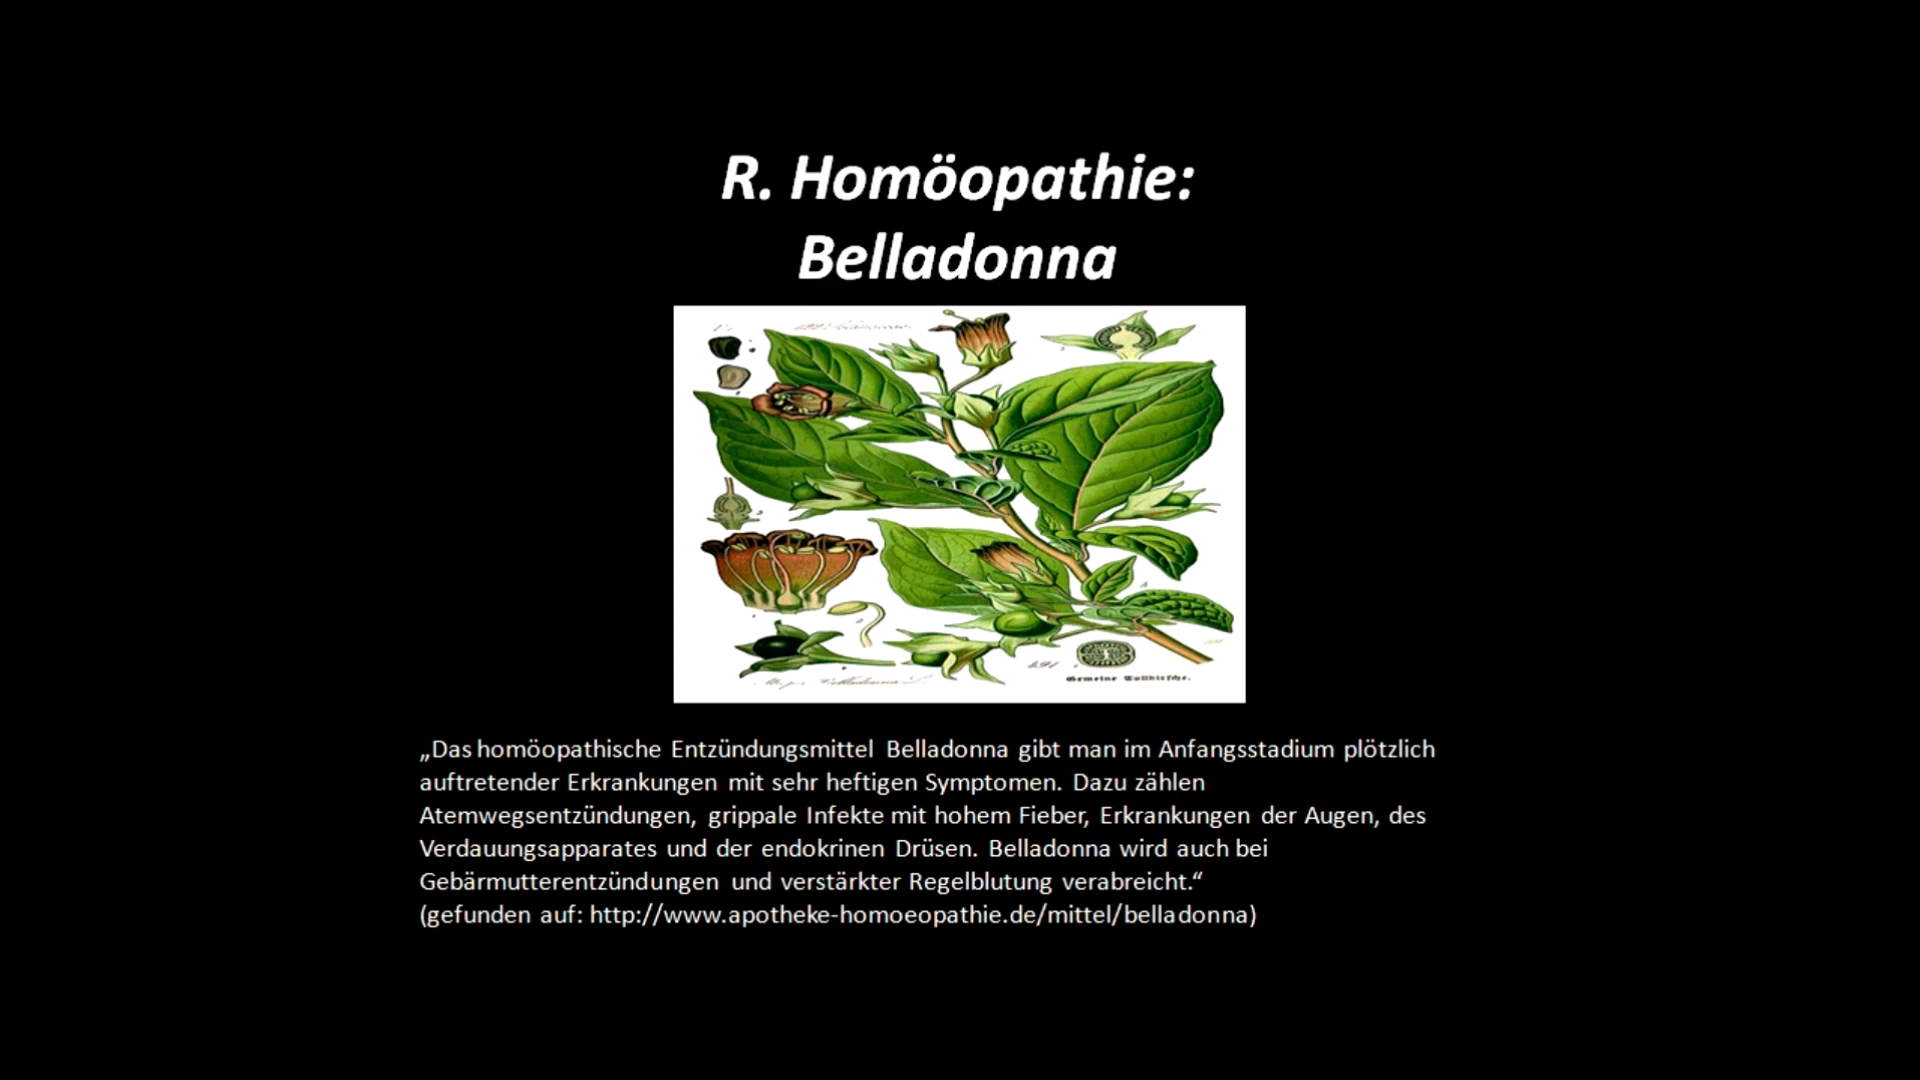 R. Homöopathie:
Belladonna
491
Gemeine Tollkirsche.
„Das homöopathische Entzündungsmittel Belladonna gibt man im Anfangsstadium plötzlich
auftretender Erkrankungen mit sehr heftigen Symptomen. Dazu zählen
Atemwegsentzündungen, grippale Infekte mit hohem Fieber, Erkrankungen der Augen, des
Verdauungsapparates und der endokrinen Drüsen. Belladonna wird auch bei
Gebärmutterentzündungen und verstärkter Regelblutung verabreicht.“
(gefunden auf: http://www.apotheke-homoeopathie.de/mittel/belladonna)